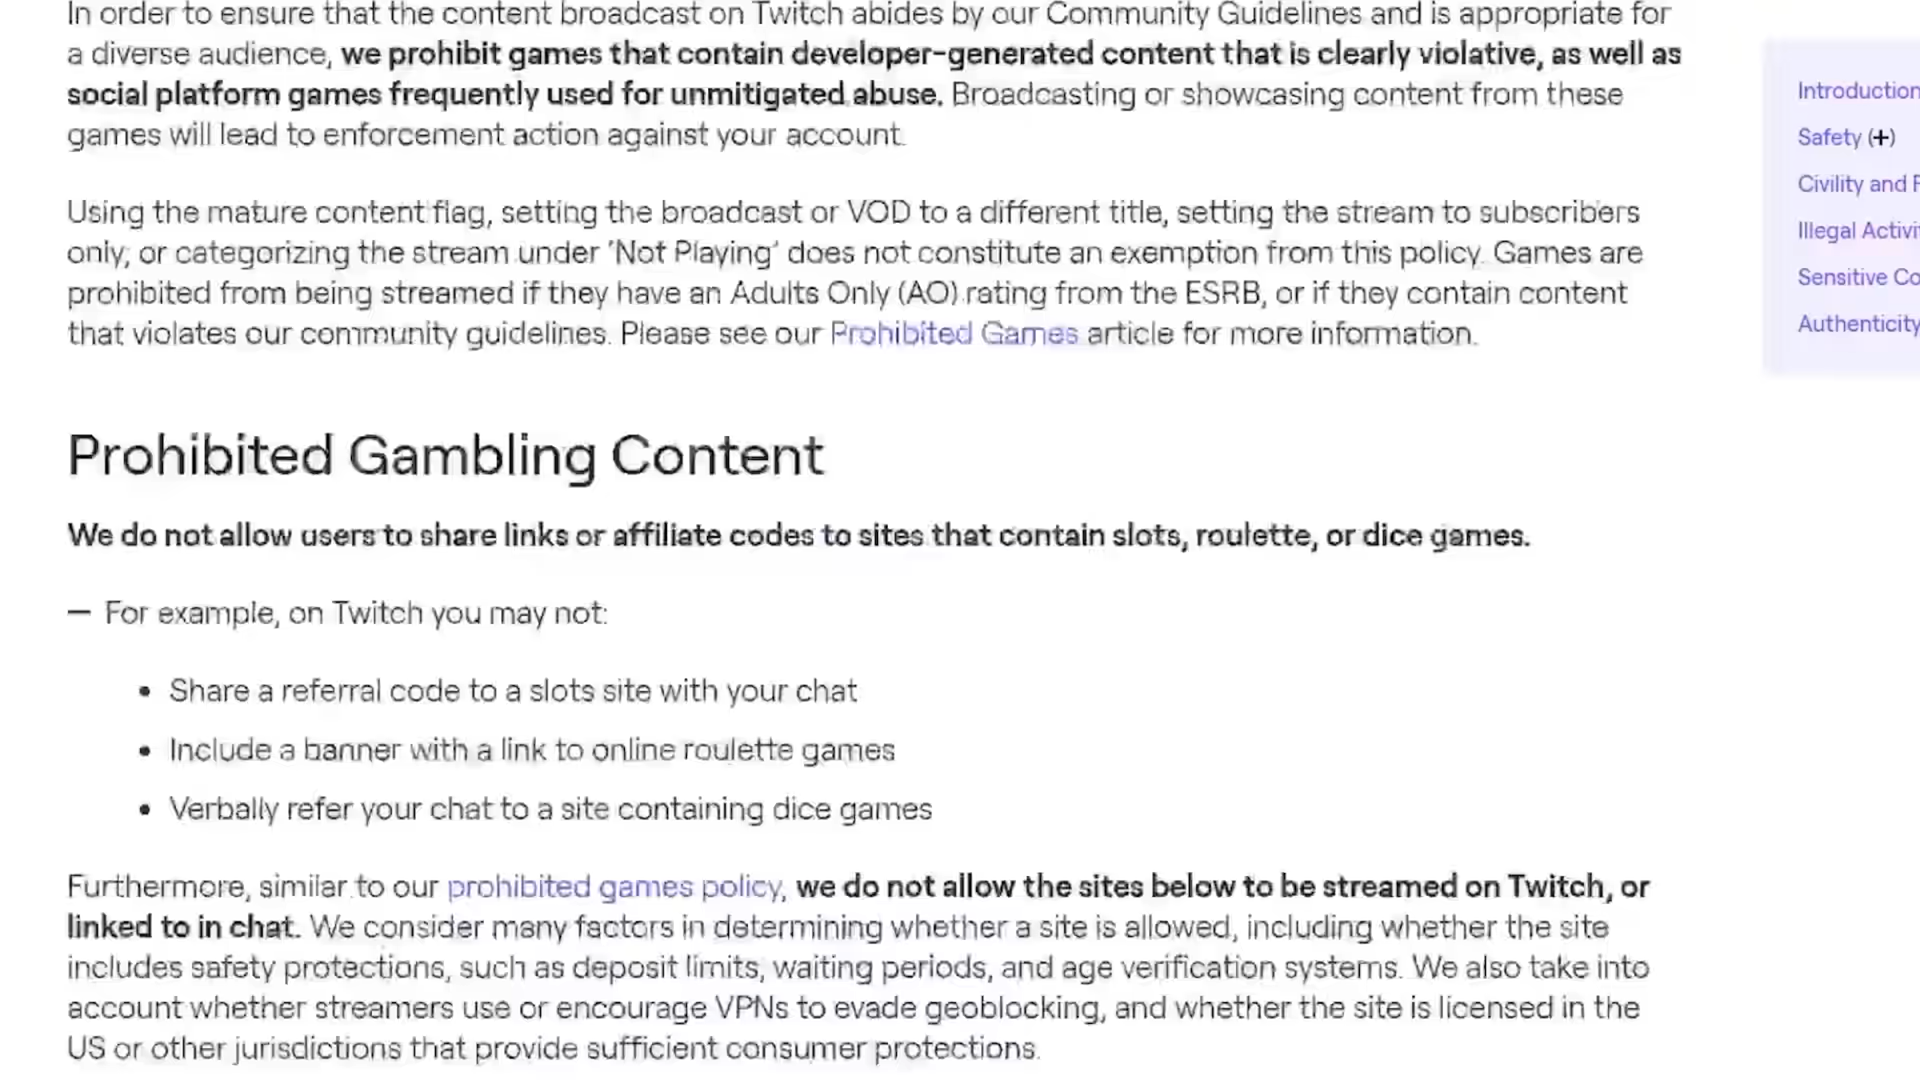 In order to ensure that the content broadcast on Twitch abides by our Community Guidelines and is appropriate for
a diverse audience, we prohibit games that contain developer-generated content that is clearly violative, as well as
social platform games frequently used for unmitigated abuse. Broadcasting or showcasing content from these
games will lead to enforcement action against your account.
Using the mature content flag, setting the broadcast or VOD to a different title, setting the stream to subscribers
only, or categorizing the stream under 'Not Playing' does not constitute an exemption from this policy. Games are
prohibited from being streamed if they have an Adults Only (AO) rating from the ESRB, or if they contain content
that violates our community guidelines. Please see our Prohibited Games article for more information.
Prohibited Gambling Content
We do not allow users to share links or affiliate codes to sites that contain slots, roulette, or dice games.
— For example, on Twitch you may not:
• Share a referral code to a slots site with your chat
• Include a banner with a link to online roulette games
• Verbally refer your chat to a site containing dice games
Furthermore, similar to our prohibited games policy, we do not allow the sites below to be streamed on Twitch, or
linked to in chat. We consider many factors in determining whether a site is allowed, including whether the site
includes safety protections, such as deposit limits, waiting periods, and age verification systems. We also take into
account whether streamers use or encourage VPNs to evade geoblocking, and whether the site is licensed in the
US or other jurisdictions that provide sufficient consumer protections.
Introduction
Safety (+)
Civility and
Illegal
Sensitive
Authenticity